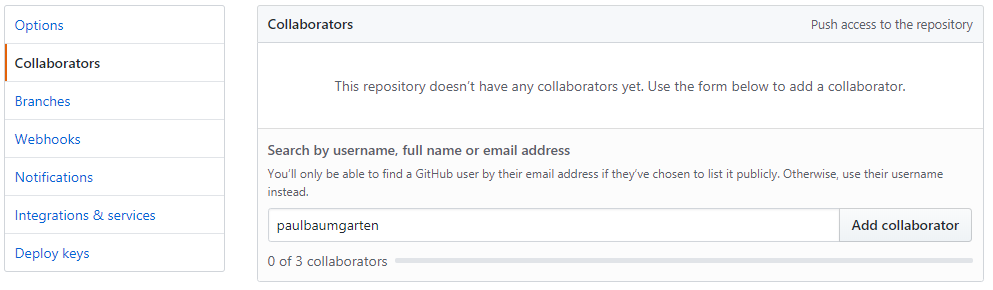 Options
Collaborators
Branches
Webhooks
Notifications
Integrations & services
Deploy keys
Collaborators
Push access to the repository
This repository doesn’t have any collaborators yet. Use the form below to add a collaborator.
Search by username, full name or email address
You’ll only be able to find a GitHub user by their email address if they’ve chosen to list it publicly. Otherwise, use their username
instead.
paulbaumgarten
Add collaborator
0 of 3 collaborators